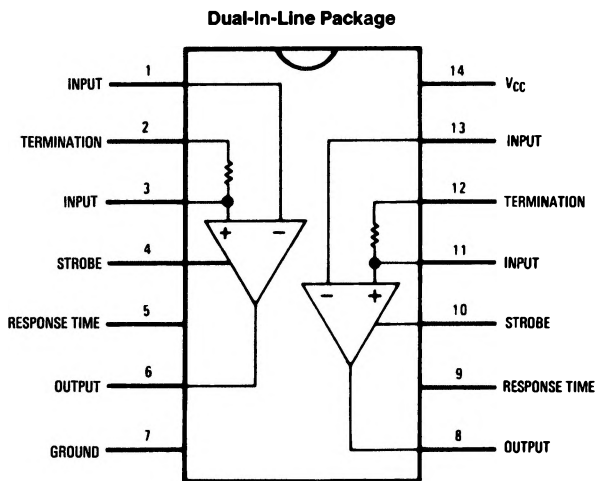 Dual-In-Line Package
1
INPUT
2
TERMINATION
3
INPUT
4
STROBE
5
RESPONSE TIME
6
OUTPUT
7
GROUND
14
VCC
13
INPUT
12
TERMINATION
11
INPUT
10
STROBE
9
RESPONSE TIME
8
OUTPUT
+ −
− +